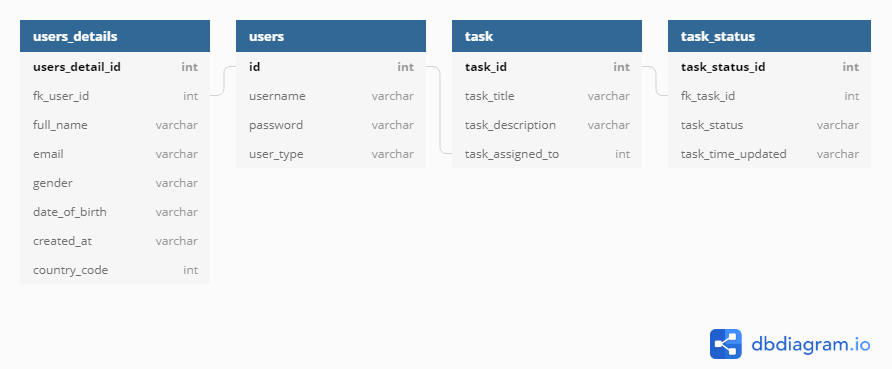 users_details
users_detail_id int
fk_user_id int
full_name varchar
email varchar
gender varchar
date_of_birth varchar
created_at varchar
country_code int
users
id int
username varchar
password varchar
user_type varchar
task
task_id int
task_title varchar
task_description varchar
task_assigned_to int
task_status
task_status_id int
fk_task_id int
task_status varchar
task_time_updated varchar
dbdiagram.io